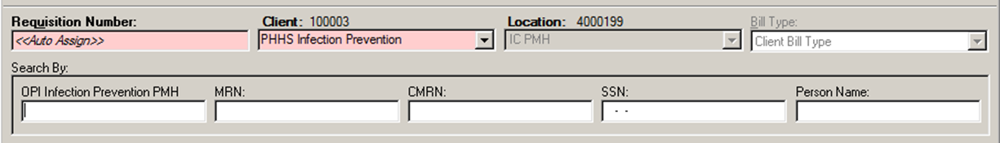 Requisition Number: Client: 100003 Location: 4000199 Bill Type:
<<Auto Assign>> PHHS Infection Prevention IC PMH Client Bill Type
Search By:
OPI Infection Prevention PMH MRN: CMRN: SSN: Person Name:
- -